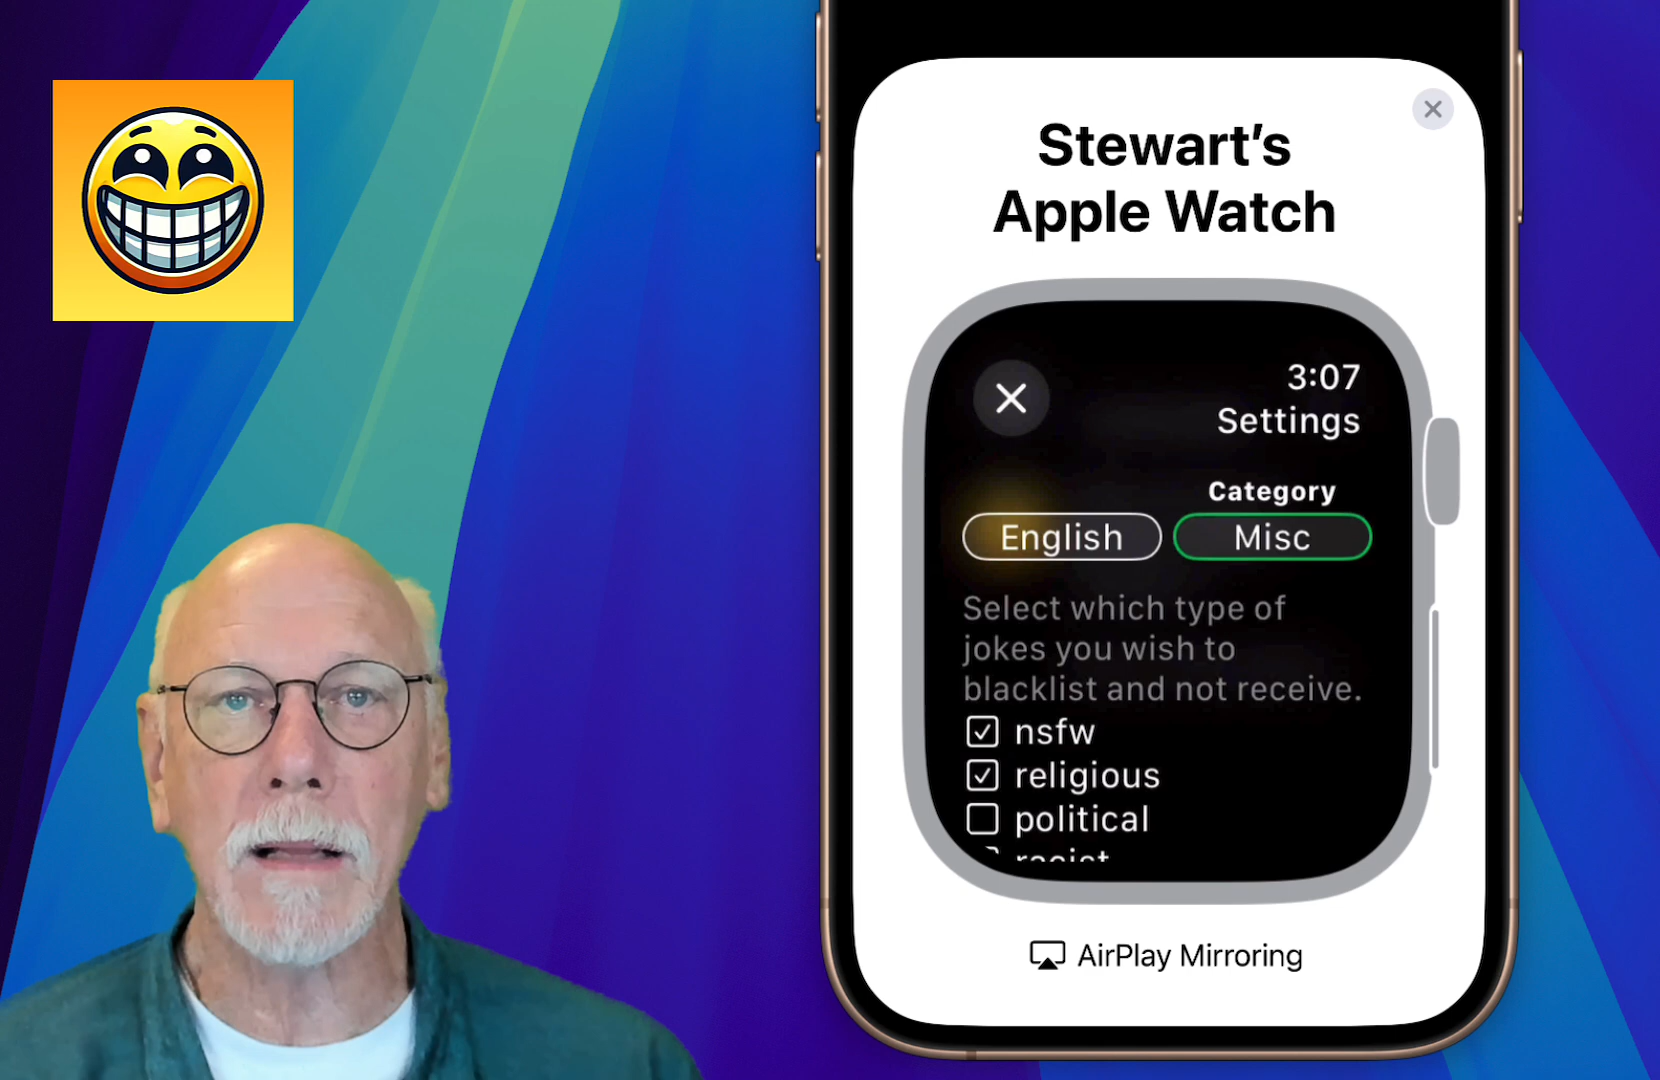 Stewart’s
Apple Watch
3:07
Settings
Category
English Misc
Select which type of
jokes you wish to
blacklist and not receive.
nsfw
religious
political
racist
AirPlay Mirroring